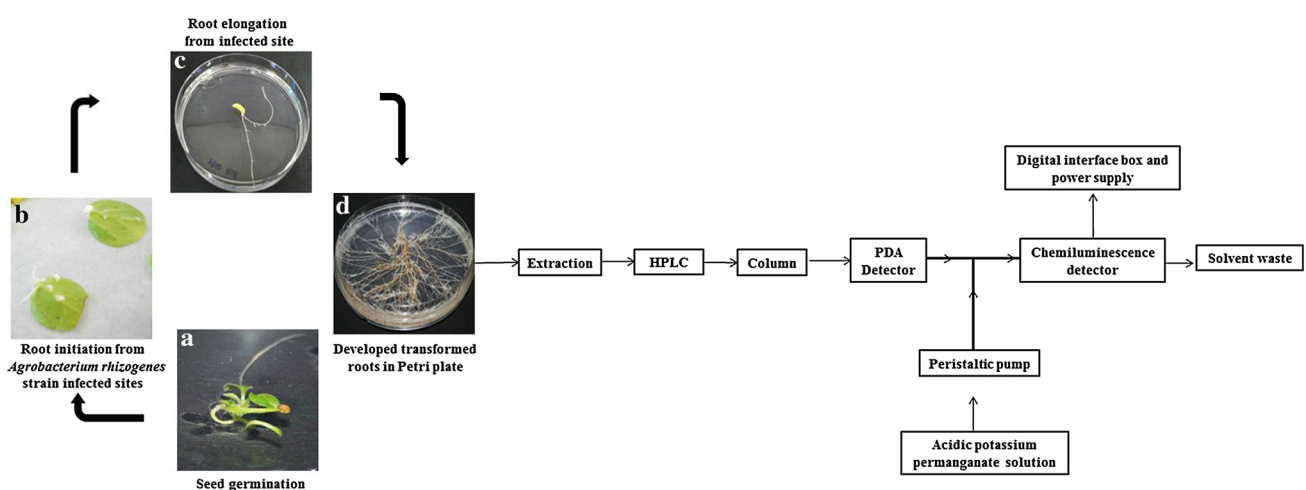 Root elongation
from infected site
c
b
Root initiation from
Agrobacterium rhizogenes
strain infected sites
a
Seed germination
d
Developed transformed
roots in Petri plate
Extraction
HPLC
Column
PDA
Detector
Digital interface box and
power supply
Chemiluminescence
detector
Solvent waste
Peristaltic pump
Acidic potassium
permanganate solution